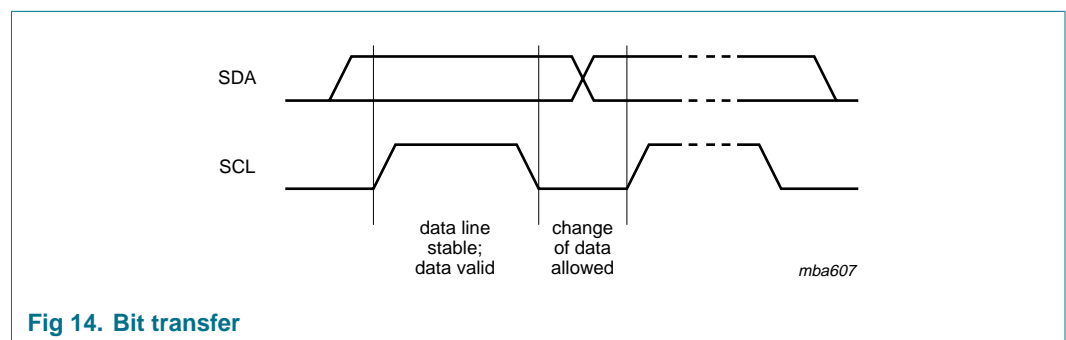 SDA
SCL
data line
stable;
data valid
change
of data
allowed
mba607
Fig 14. Bit transfer